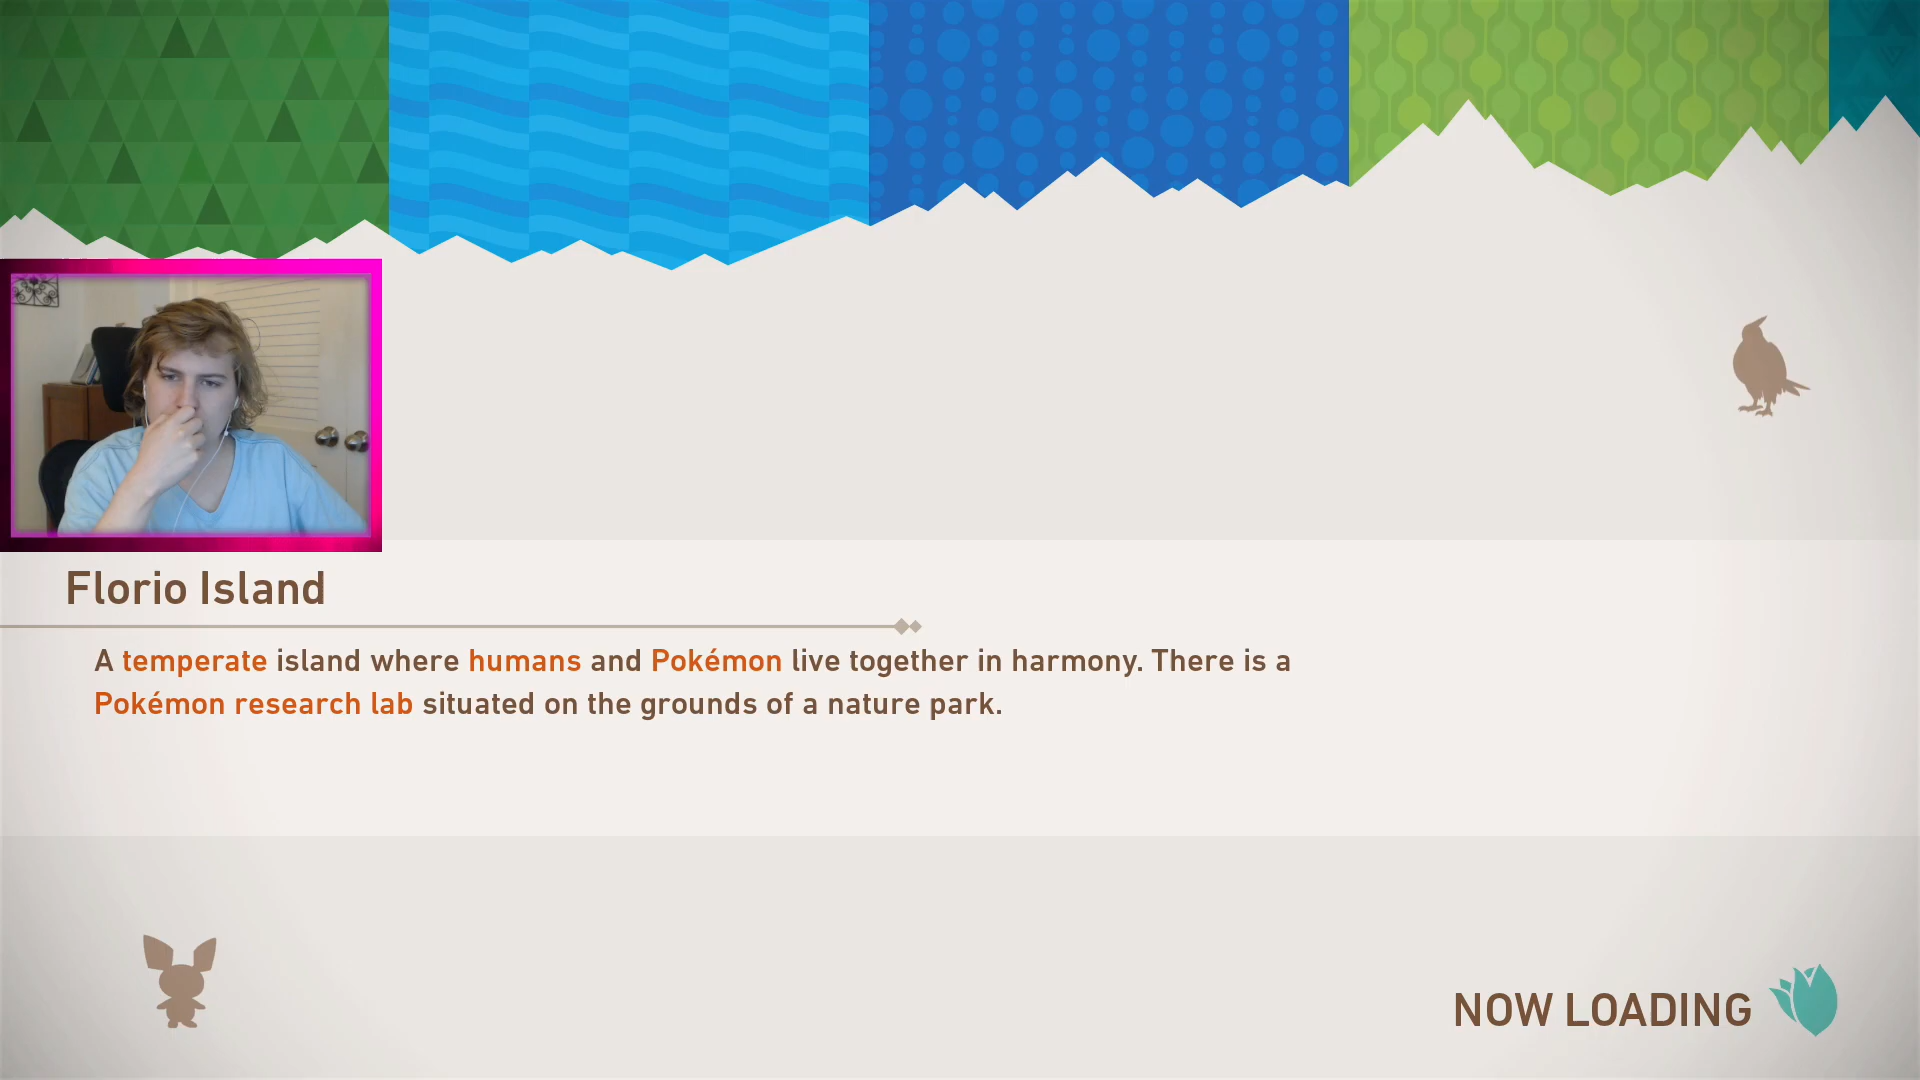 Florio Island
A temperate island where humans and Pokémon live together in harmony. There is a
Pokémon research lab situated on the grounds of a nature park.
NOW LOADING